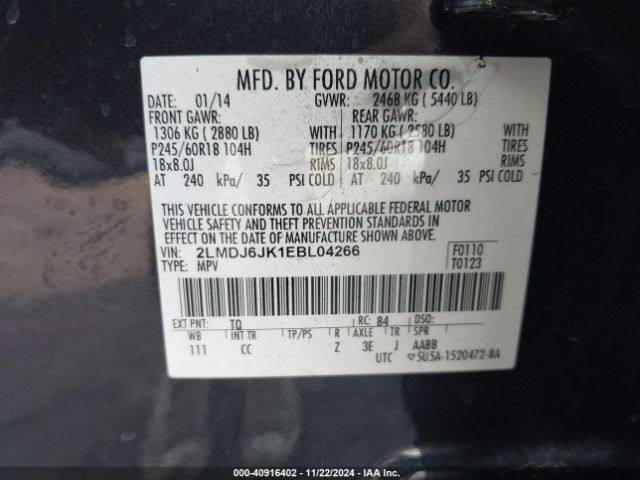 MFD. BY FORD MOTOR CO.
DATE: 01/14 GVWR: 2468 KG ( 5440 LB)
FRONT GAWR: REAR GAWR:
1306 KG ( 2880 LB) WITH 1170 KG ( 2580 LB) WITH
P245/60R18 104H TIRES P245/60R18 104H TIRES
18x8.0J RIMS 18x8.0J RIMS
AT 240 kPa/ 35 PSI COLD AT 240 kPa/ 35 PSI COLD
THIS VEHICLE CONFORMS TO ALL APPLICABLE FEDERAL MOTOR
VEHICLE SAFETY AND THEFT PREVENTION STANDARDS IN
EFFECT ON THE DATE OF MANUFACTURE SHOWN ABOVE.
VIN: 2LMDJ6JK1EBL04266 F0110
TYPE: MPV T0123
EXT PNT: TQ RC: 84 DSO:
WB INT TR TP/PS R AXLE TR SPR
111 CC Z 3E J AABB
UTC ▽5U5A-1520472-BA
000-40916402 - 11/22/2024 - IAAI.com